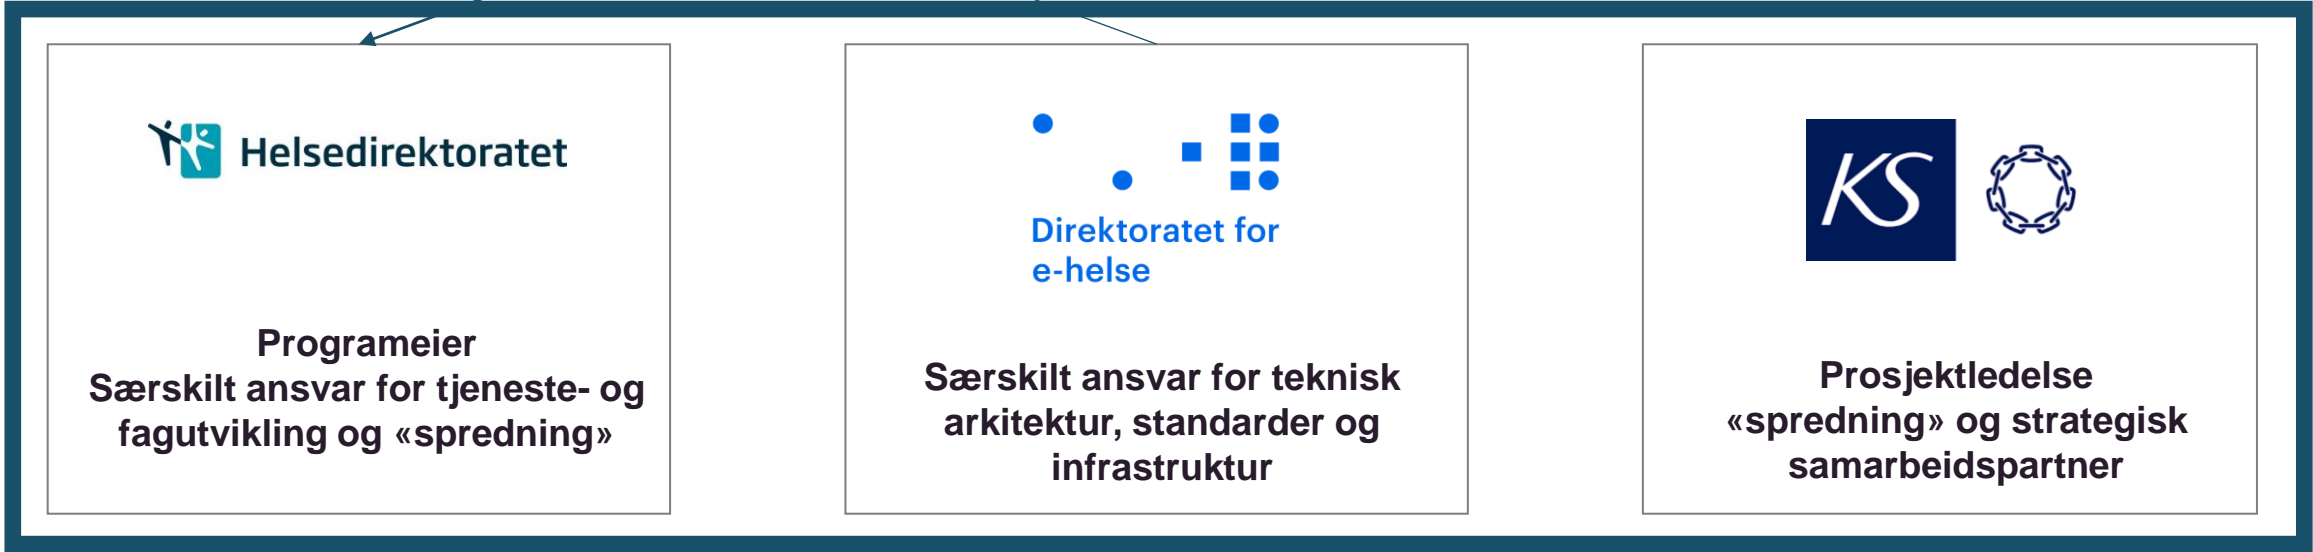 Helsedirektoratet
Programeier
Særskilt ansvar for tjeneste- og
fagutvikling og «spredning»
Direktoratet for
e-helse
Særskilt ansvar for teknisk
arkitektur, standarder og
infrastruktur
KS
Prosjektledelse
«spredning» og strategisk
samarbeidspartner